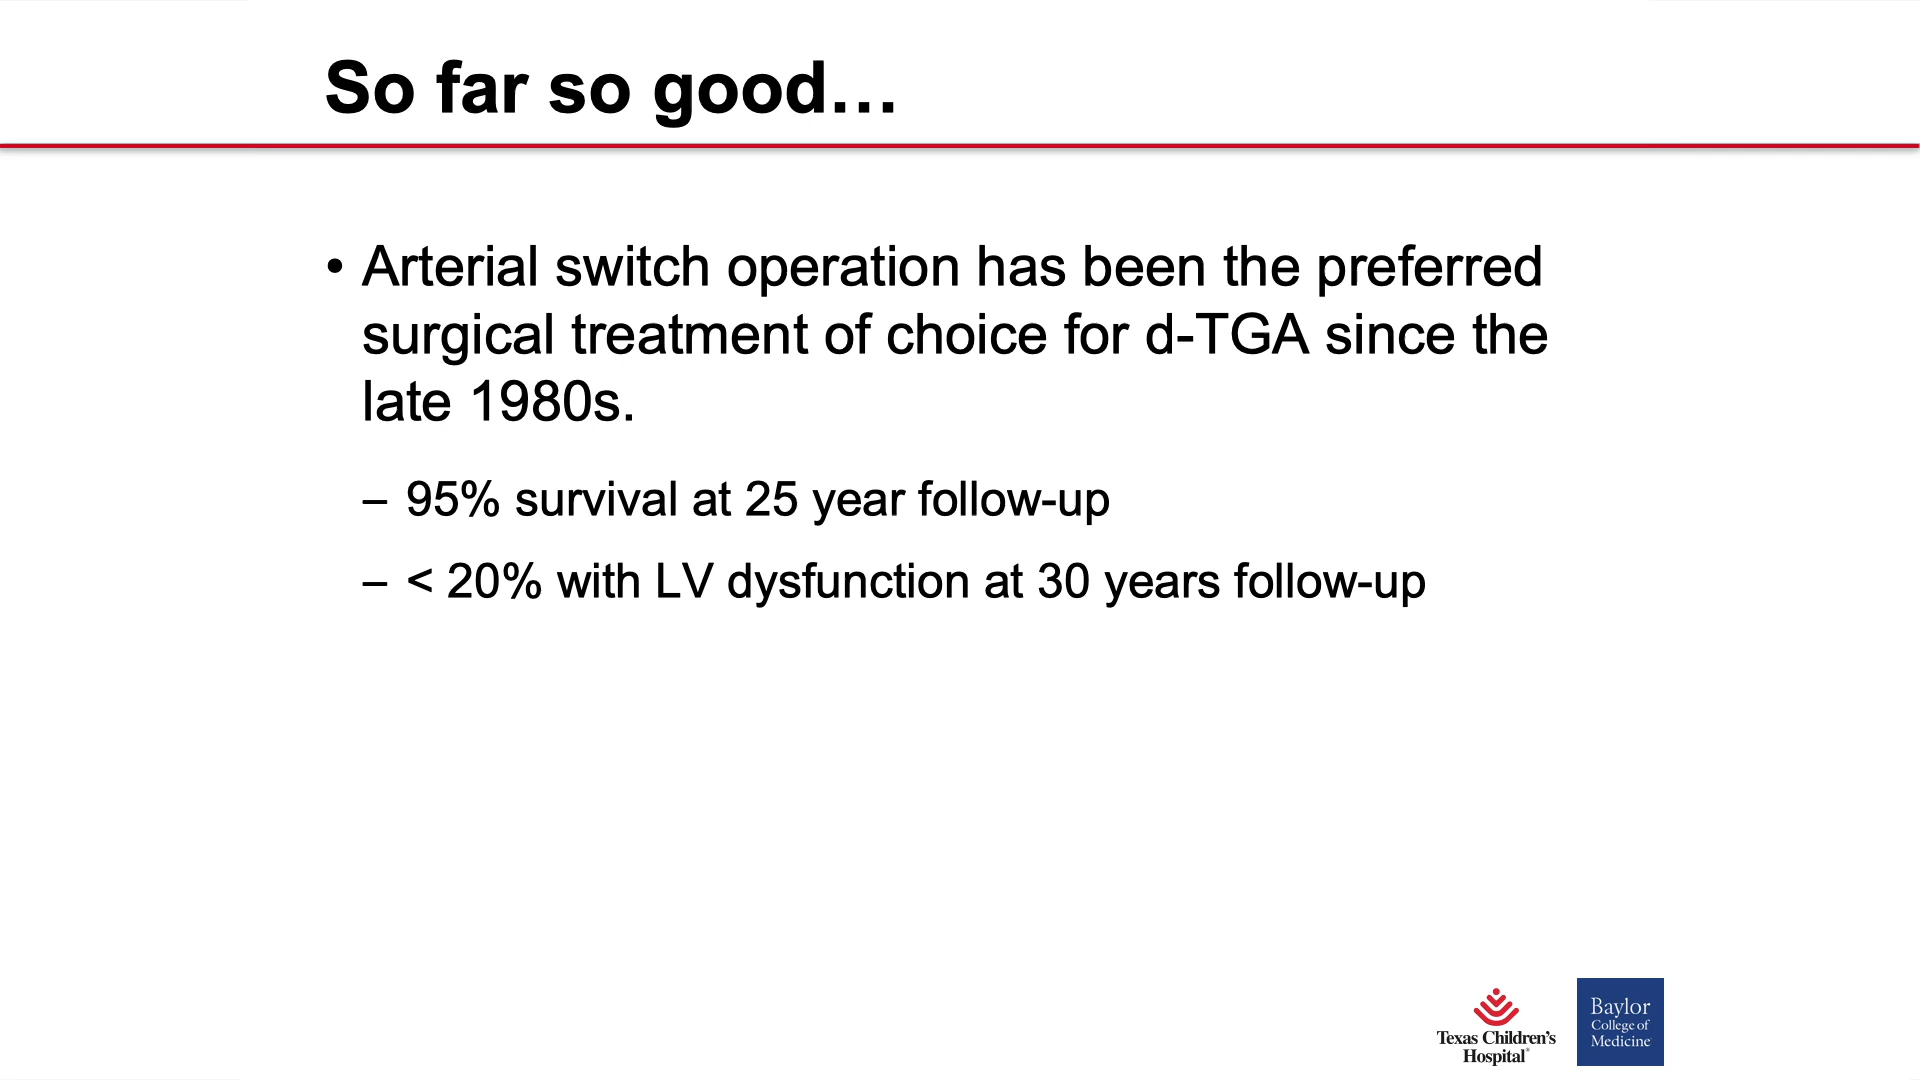 So far so good…
• Arterial switch operation has been the preferred
surgical treatment of choice for d-TGA since the
late 1980s.
– 95% survival at 25 year follow-up
– < 20% with LV dysfunction at 30 years follow-up
Texas Children's
Hospital®
Baylor
College of
Medicine